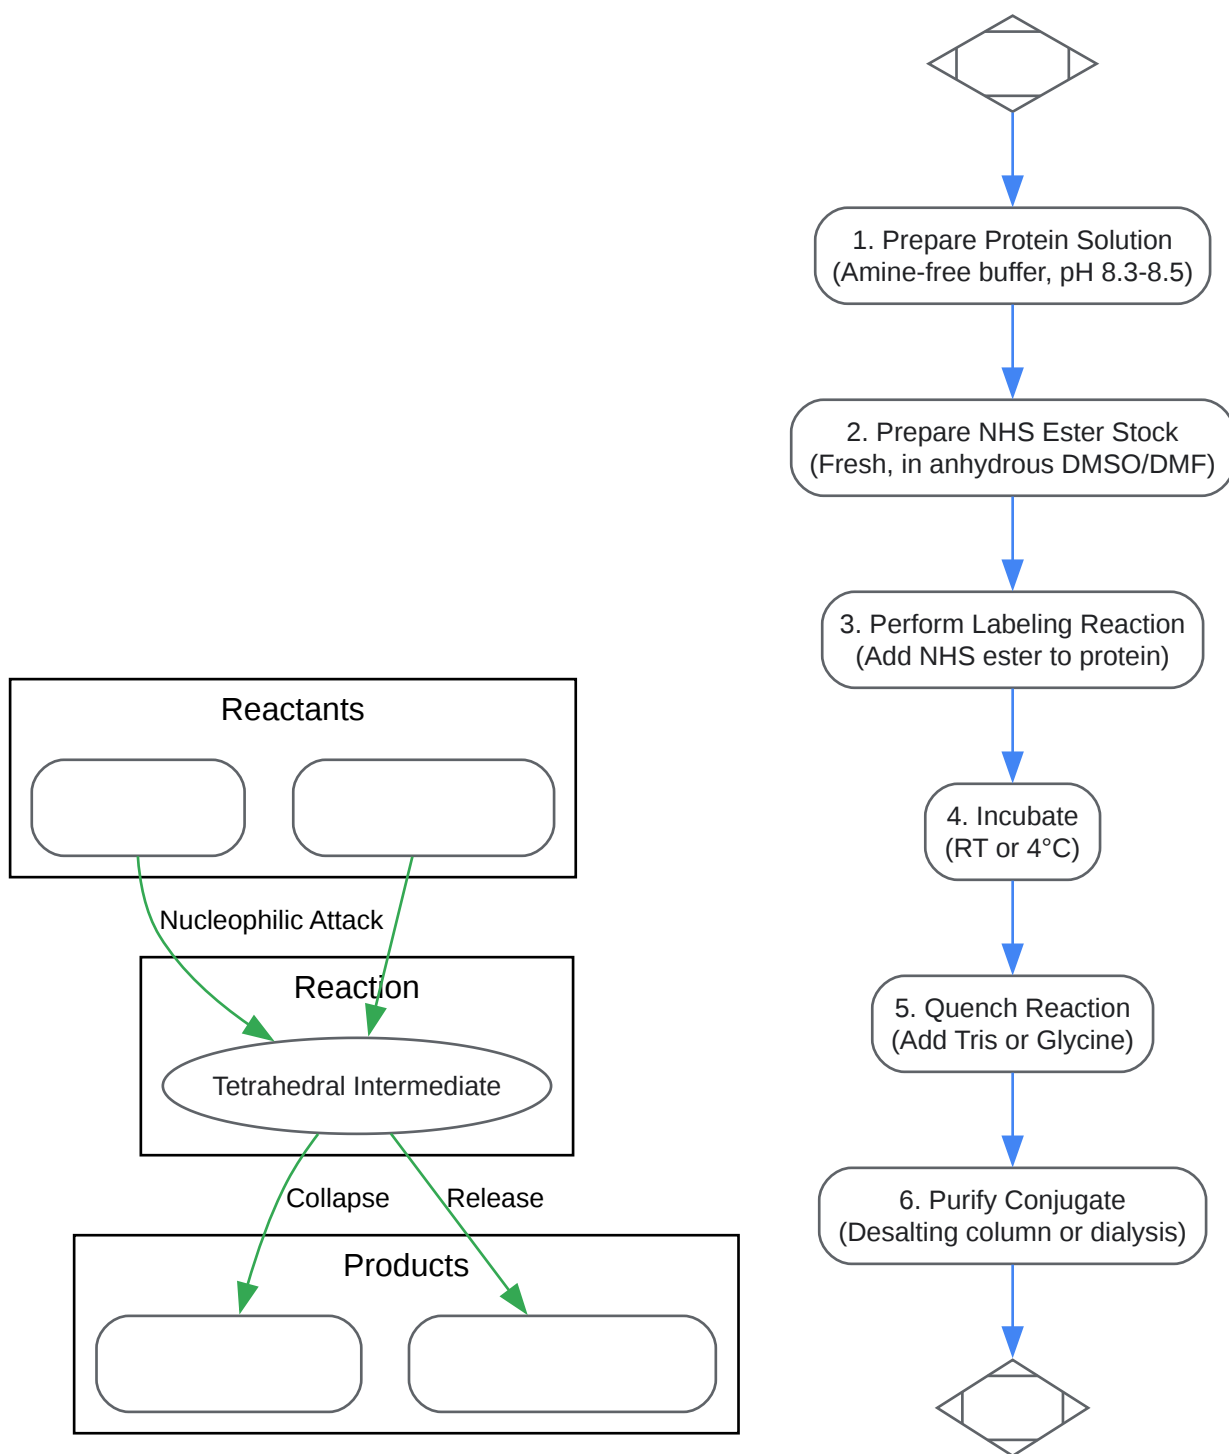 Reactants
Nucleophilic Attack
Reaction
Tetrahedral Intermediate
Collapse
Release
Products
1. Prepare Protein Solution
(Amine-free buffer, pH 8.3-8.5)
2. Prepare NHS Ester Stock
(Fresh, in anhydrous DMSO/DMF)
3. Perform Labeling Reaction
(Add NHS ester to protein)
4. Incubate
(RT or 4°C)
5. Quench Reaction
(Add Tris or Glycine)
6. Purify Conjugate
(Desalting column or dialysis)